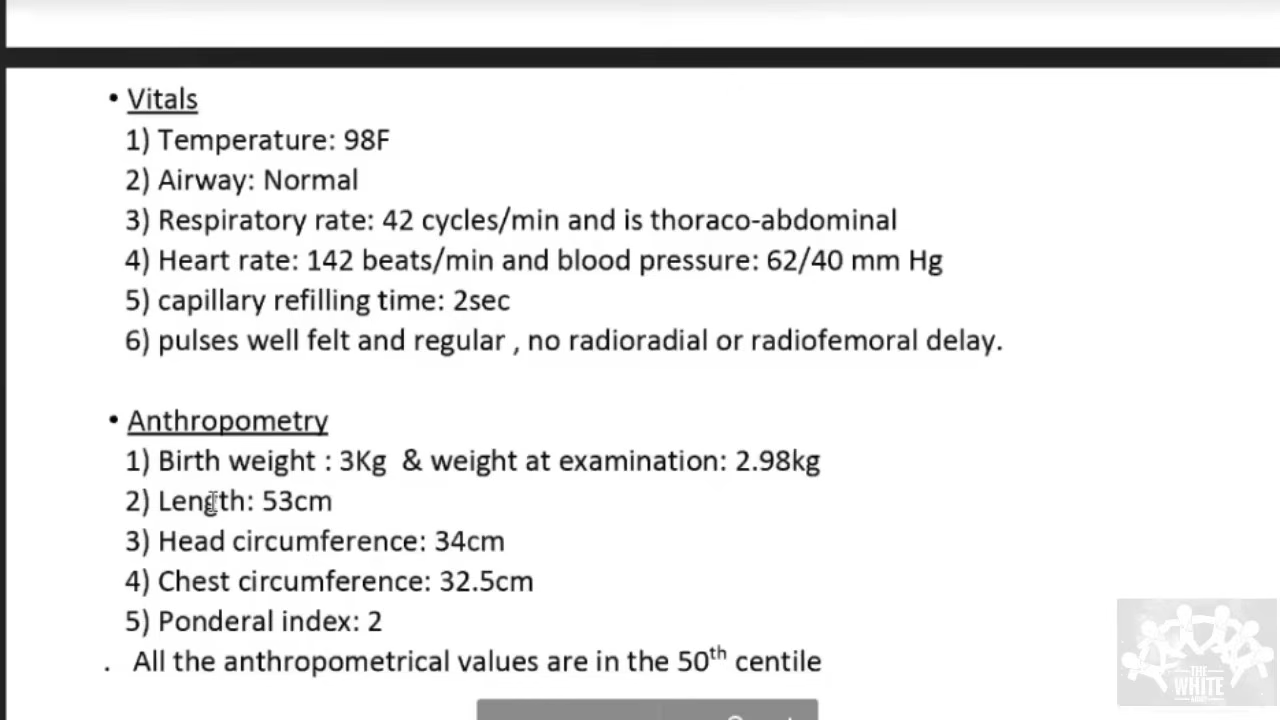 • Vitals
1) Temperature: 98F
2) Airway: Normal
3) Respiratory rate: 42 cycles/min and is thoraco-abdominal
4) Heart rate: 142 beats/min and blood pressure: 62/40 mm Hg
5) capillary refilling time: 2sec
6) pulses well felt and regular , no radioradial or radiofemoral delay.
• Anthropometry
1) Birth weight : 3Kg & weight at examination: 2.98kg
2) Length: 53cm
3) Head circumference: 34cm
4) Chest circumference: 32.5cm
5) Ponderal index: 2
. All the anthropometrical values are in the 50th centile
THE
WHITE